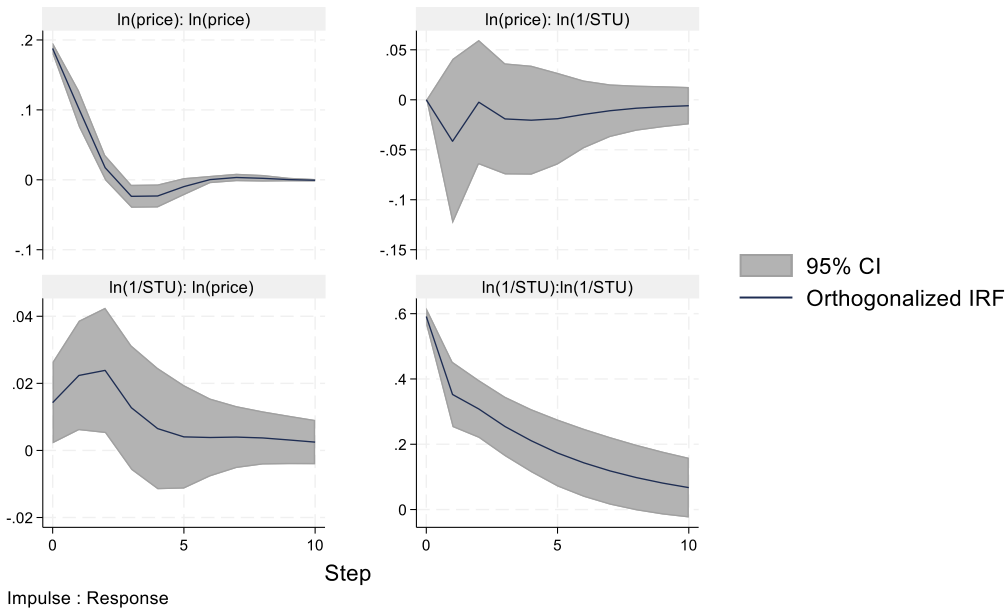 ln(price): ln(price)
.2
.1
0
-.1
ln(price): ln(1/STU)
.05
0
-.05
-.1
-.15
ln(1/STU): ln(price)
.04
.02
0
-.02
0 5 10
ln(1/STU):ln(1/STU)
.6
.4
.2
0
0 5 10
95% CI
Orthogonalized IRF
Step
Impulse : Response